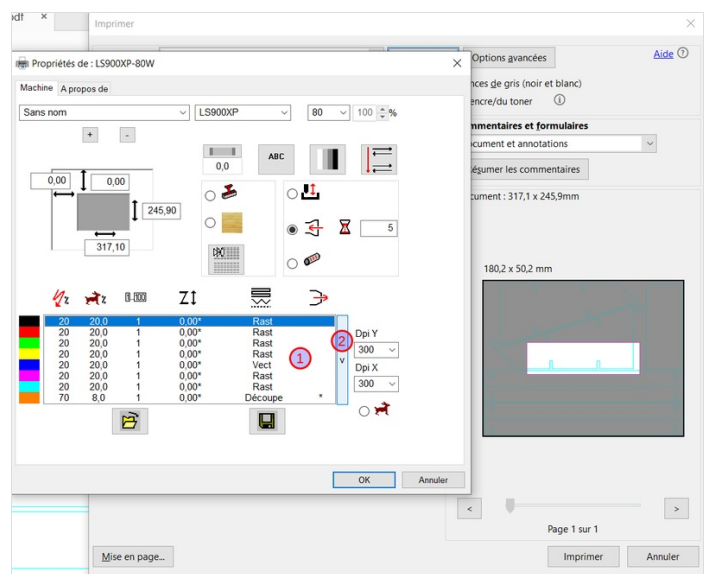 odf ×
Imprimer
Propriétés de : LS900XP-80W
Machine A propos de
Sans nom LS900XP 80 100 %
+ -
0,0 ABC
0,00 0,00
245,90
317,10
5
1-100
20 20,0 1 0,00* Rast
20 20,0 1 0,00* Rast
20 20,0 1 0,00* Rast
20 20,0 1 0,00* Rast
20 20,0 1 0,00* Vect
20 20,0 1 0,00* Rast
20 20,0 1 0,00* Rast
70 8,0 1 0,00* Découpe *
1
2
v
Dpi Y
300
Dpi X
300
OK Annuler
Options avancées
Aide
nces de gris (noir et blanc)
encre/du toner
mmentaires et formulaires
ocument et annotations
ésumer les commentaires
cument : 317,1 x 245,9mm
180,2 x 50,2 mm
< >
Page 1 sur 1
Mise en page... Imprimer Annuler